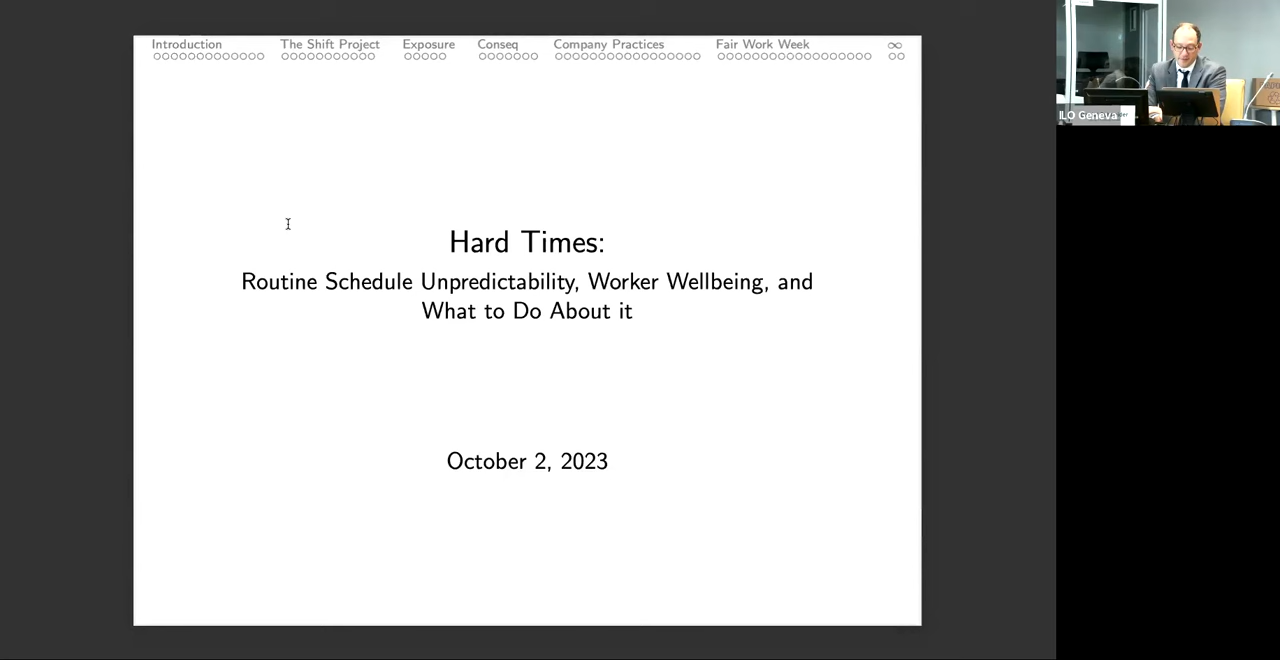 Introduction The Shift Project Exposure Conseq Company Practices Fair Work Week ∞
Hard Times:
Routine Schedule Unpredictability, Worker Wellbeing, and
What to Do About it
October 2, 2023
ILO Geneva